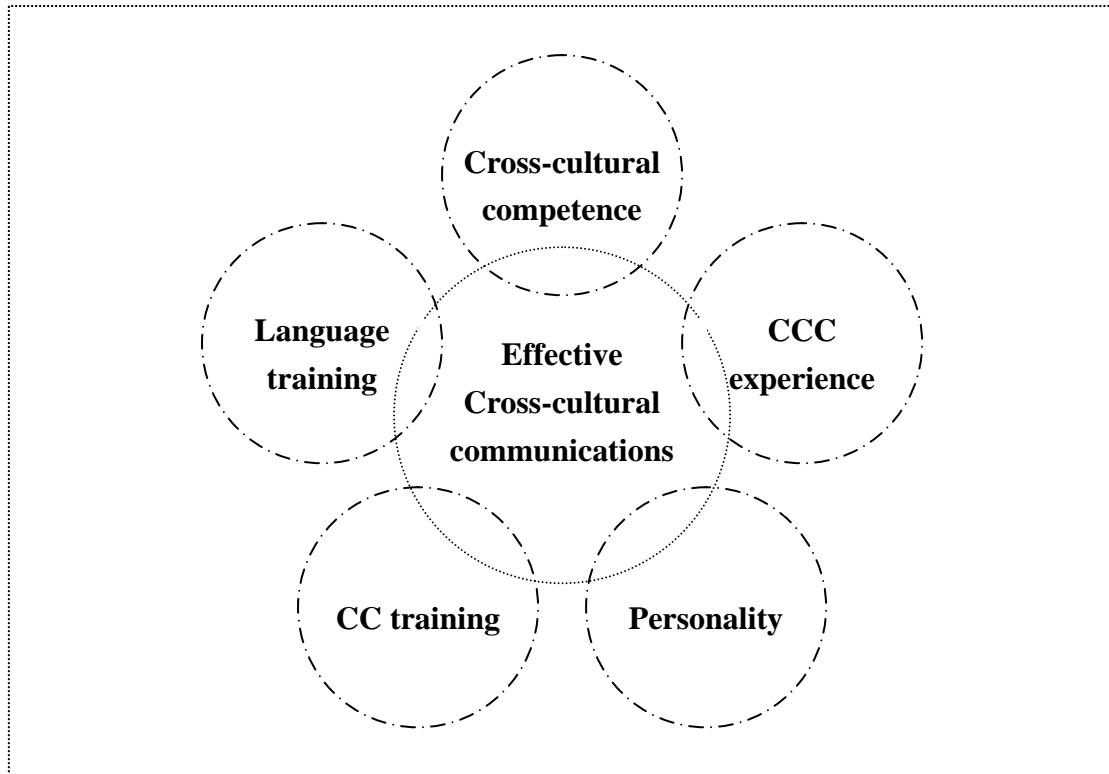 Cross-cultural
competence
Language
training
CCC
experience
Effective
Cross-cultural
communications
CC training
Personality